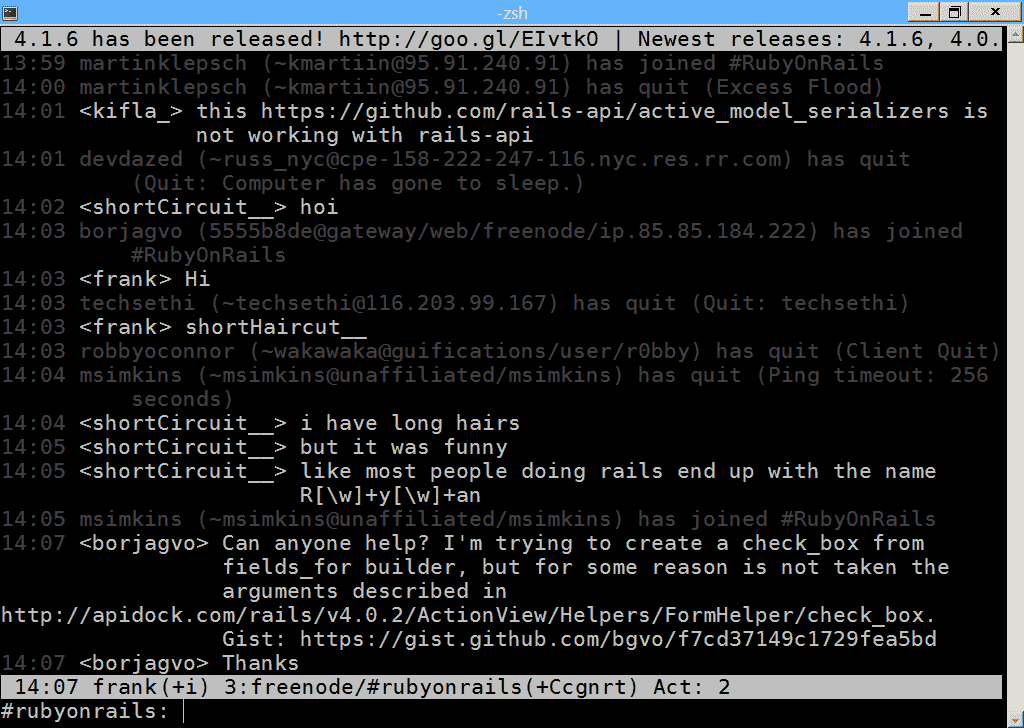 -zsh
4.1.6 has been released! http://goo.gl/EIvtkO | Newest releases: 4.1.6, 4.0.
13:59 martinklepsch (~kmartiin@95.91.240.91) has joined #RubyOnRails
14:00 martinklepsch (~kmartiin@95.91.240.91) has quit (Excess Flood)
14:01 <kifla_> this https://github.com/rails-api/active_model_serializers is
not working with rails-api
14:01 devdazed (~russ_nyc@cpe-158-222-247-116.nyc.res.rr.com) has quit
(Quit: Computer has gone to sleep.)
14:02 <shortCircuit__> hoi
14:03 borjagvo (5555b8de@gateway/web/freenode/ip.85.85.184.222) has joined
#RubyOnRails
14:03 <frank> Hi
14:03 techsethi (~techsethi@116.203.99.167) has quit (Quit: techsethi)
14:03 <frank> shortHaircut__
14:03 robbyoconnor (~wakawaka@guifications/user/r0bby) has quit (Client Quit)
14:04 msimkins (~msimkins@unaffiliated/msimkins) has quit (Ping timeout: 256
seconds)
14:04 <shortCircuit__> i have long hairs
14:05 <shortCircuit__> but it was funny
14:05 <shortCircuit__> like most people doing rails end up with the name
R[\w]+y[\w]+an
14:05 msimkins (~msimkins@unaffiliated/msimkins) has joined #RubyOnRails
14:07 <borjagvo> Can anyone help? I'm trying to create a check_box from
fields_for builder, but for some reason is not taken the
arguments described in
http://apidock.com/rails/v4.0.2/ActionView/Helpers/FormHelper/check_box.
Gist: https://gist.github.com/bgvo/f7cd37149c1729fea5bd
14:07 <borjagvo> Thanks
14:07 frank(+i) 3:freenode/#rubyonrails(+Ccgnrt) Act: 2
#rubyonrails: